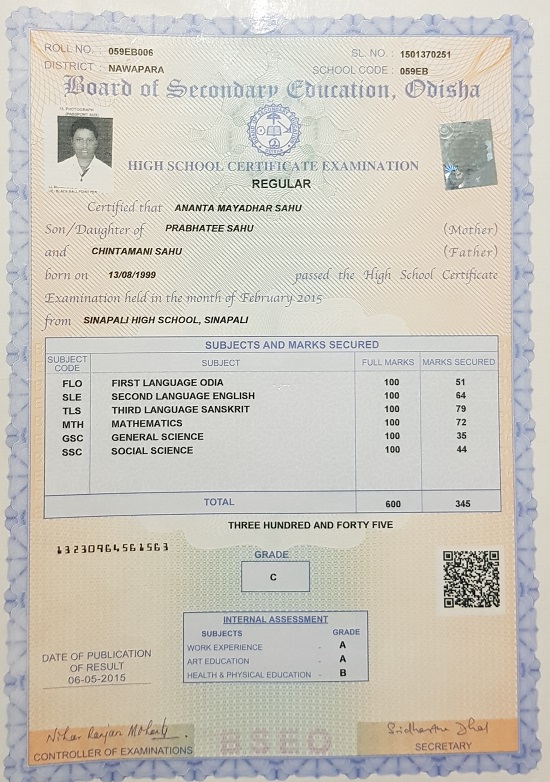 ROLL NO. : 059EB006 SL. NO. : 1501370251
DISTRICT : NAWAPARA SCHOOL CODE : 059EB
Board of Secondary Education, Odisha
HIGH SCHOOL CERTIFICATE EXAMINATION
REGULAR
Certified that ANANTA MAYADHAR SAHU
Son/Daughter of PRABHATEE SAHU (Mother)
and CHINTAMANI SAHU (Father)
born on 13/08/1999 passed the High School Certificate
Examination held in the month of February 2015
from SINAPALI HIGH SCHOOL, SINAPALI
SUBJECTS AND MARKS SECURED
SUBJECT CODE SUBJECT FULL MARKS MARKS SECURED
FLO FIRST LANGUAGE ODIA 100 51
SLE SECOND LANGUAGE ENGLISH 100 64
TLS THIRD LANGUAGE SANSKRIT 100 79
MTH MATHEMATICS 100 72
GSC GENERAL SCIENCE 100 35
SSC SOCIAL SCIENCE 100 44
TOTAL 600 345
THREE HUNDRED AND FORTY FIVE
13230964561563
GRADE
C
INTERNAL ASSESSMENT
SUBJECTS GRADE
WORK EXPERIENCE - A
ART EDUCATION - A
HEALTH & PHYSICAL EDUCATION - B
DATE OF PUBLICATION
OF RESULT
06-05-2015
Nihar Ranjan Mohanty
CONTROLLER OF EXAMINATIONS
BSEO
SECRETARY